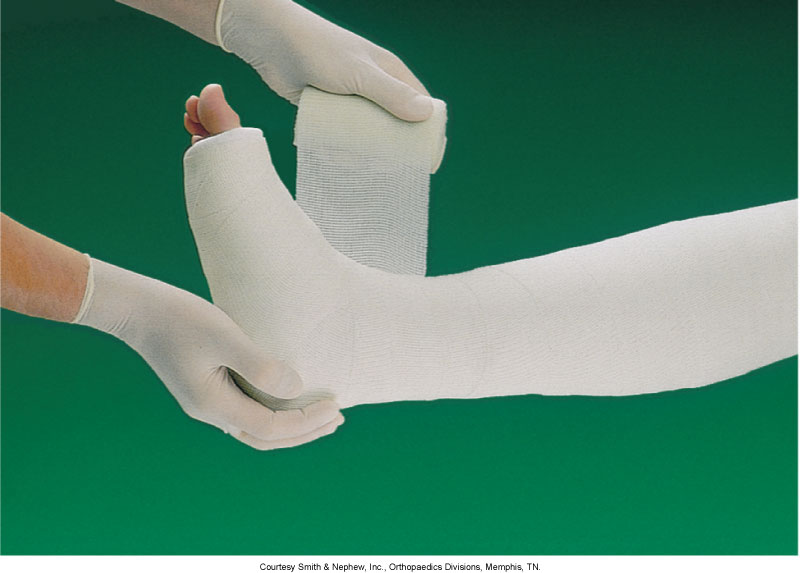 Courtesy Smith & Nephew, Inc., Orthopaedics Divisions, Memphis, TN.